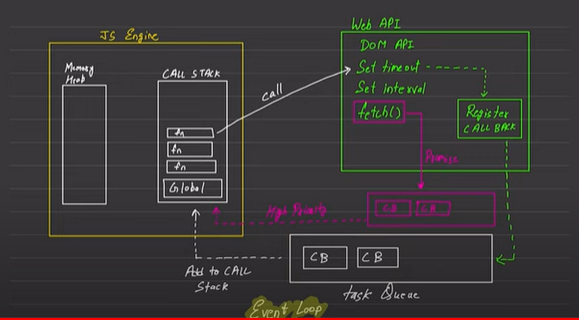 JS Engine
Memory
Heab
CALL STACK
fn
fn
fn
Global
call
Web API
DOM API
Set timeout
Set interval
fetch()
Register
CALL BACK
Promise
High Priority
CB CB
CB CB
Add to CALL
Stack
task Queue
Event Loop